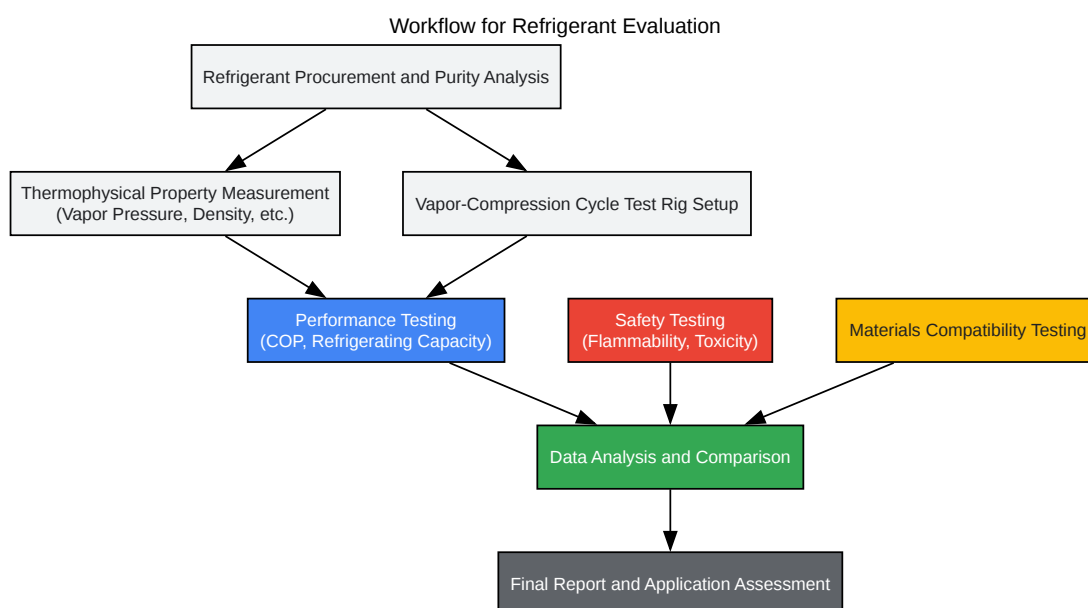 Workflow for Refrigerant Evaluation
Refrigerant Procurement and Purity Analysis
Thermophysical Property Measurement
(Vapor Pressure, Density, etc.)
Vapor-Compression Cycle Test Rig Setup
Performance Testing
(COP, Refrigerating Capacity)
Safety Testing
(Flammability, Toxicity)
Materials Compatibility Testing
Data Analysis and Comparison
Final Report and Application Assessment